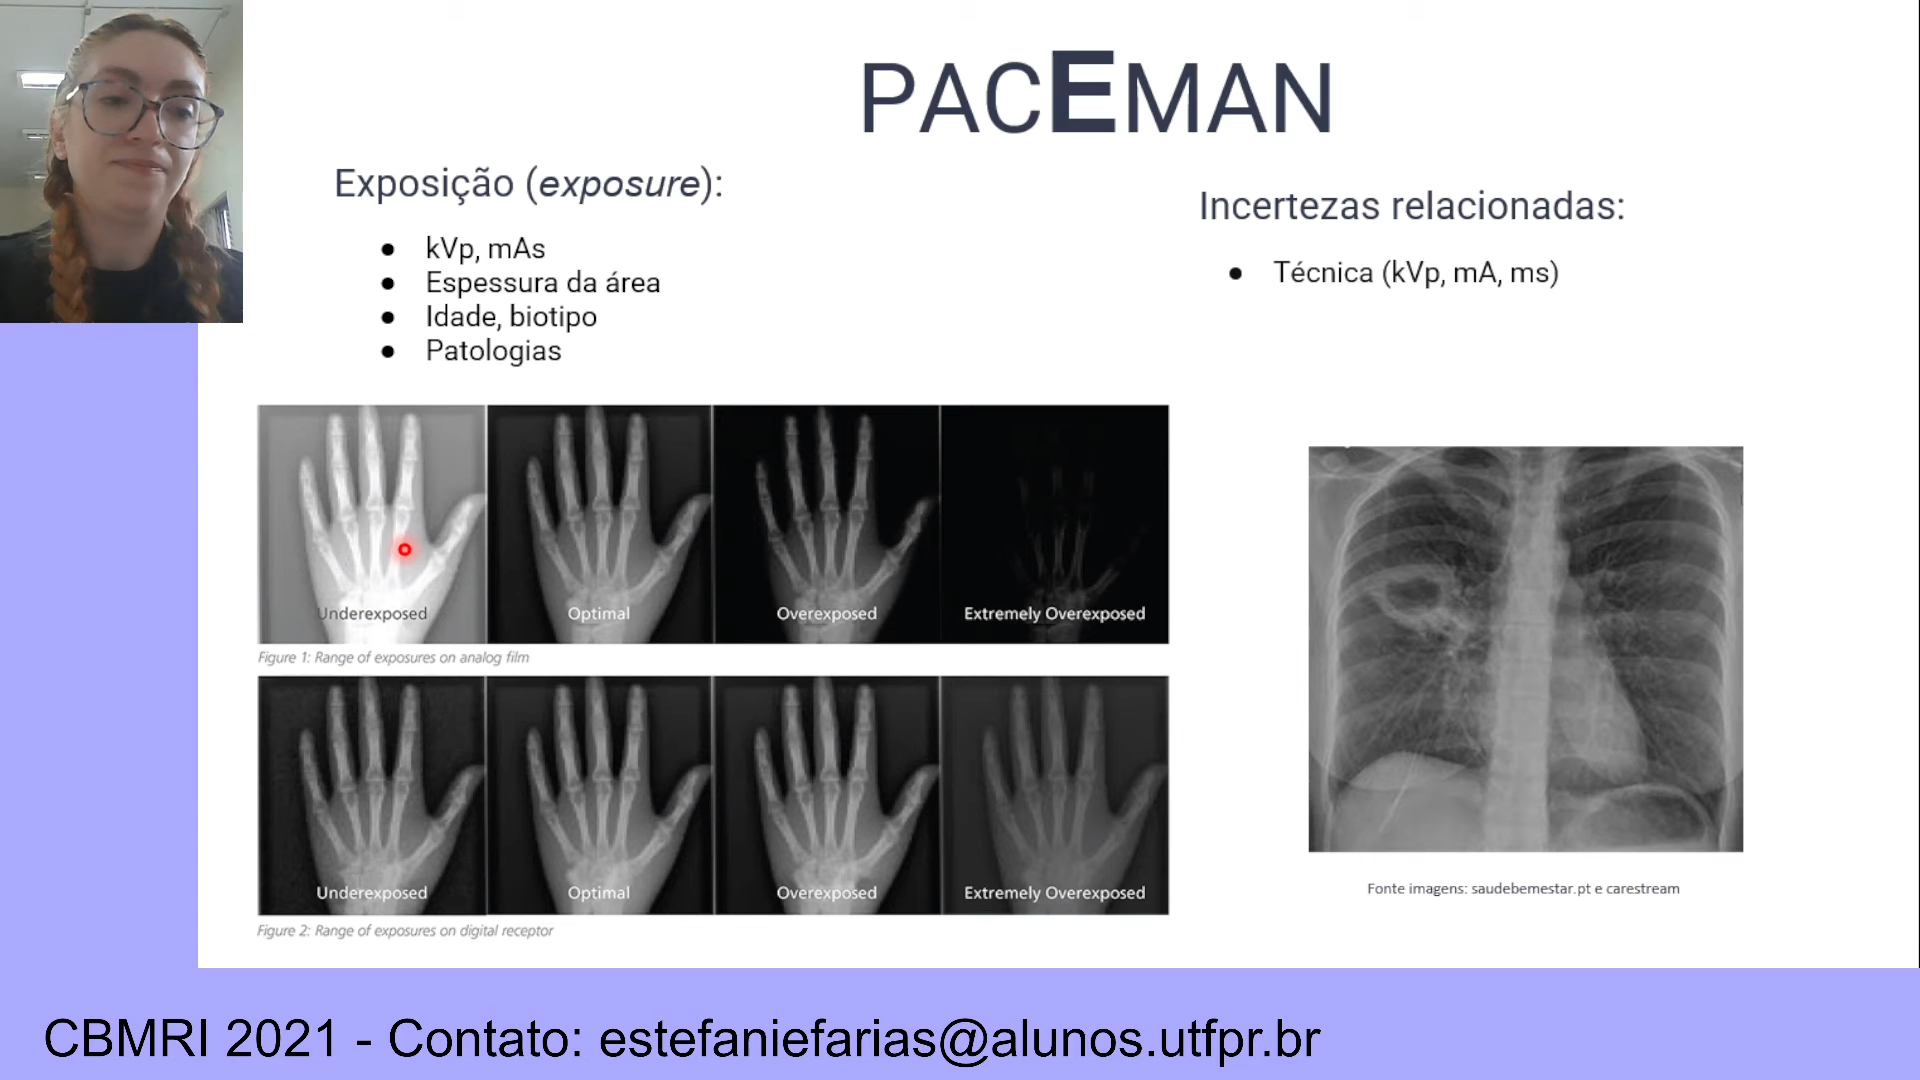 PACEMAN
Exposição (exposure):
● kVp, mAs
● Espessura da área
● Idade, biotipo
● Patologias
Incertezas relacionadas:
● Técnica (kVp, mA, ms)
Underexposed
Optimal
Overexposed
Extremely Overexposed
Figure 1: Range of exposures on analog film
Underexposed
Optimal
Overexposed
Extremely Overexposed
Figure 2: Range of exposures on digital receptor
Fonte imagens: saudebemestar.pt e carestream
CBMRI 2021 - Contato: estefaniefarias@alunos.utfpr.br